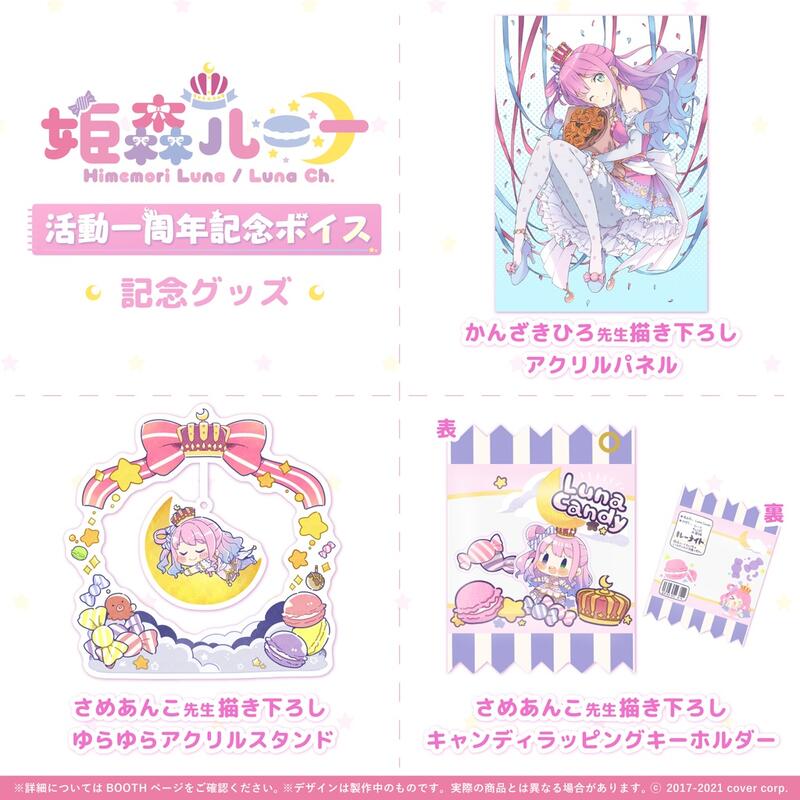 姫森ルーナ
Himemori Luna / Luna Ch.
活動一周年記念ボイス
記念グッズ
かんざきひろ先生描き下ろし
アクリルパネル
さめあんこ先生描き下ろし
ゆらゆらアクリルスタンド
表
Luna
candy
裏
さめあんこ先生描き下ろし
キャンディラッピングキーホルダー
※詳細については BOOTH ページをご確認ください。※デザインは製作中のものです。実際の商品とは異なる場合があります。© 2017-2021 cover corp.